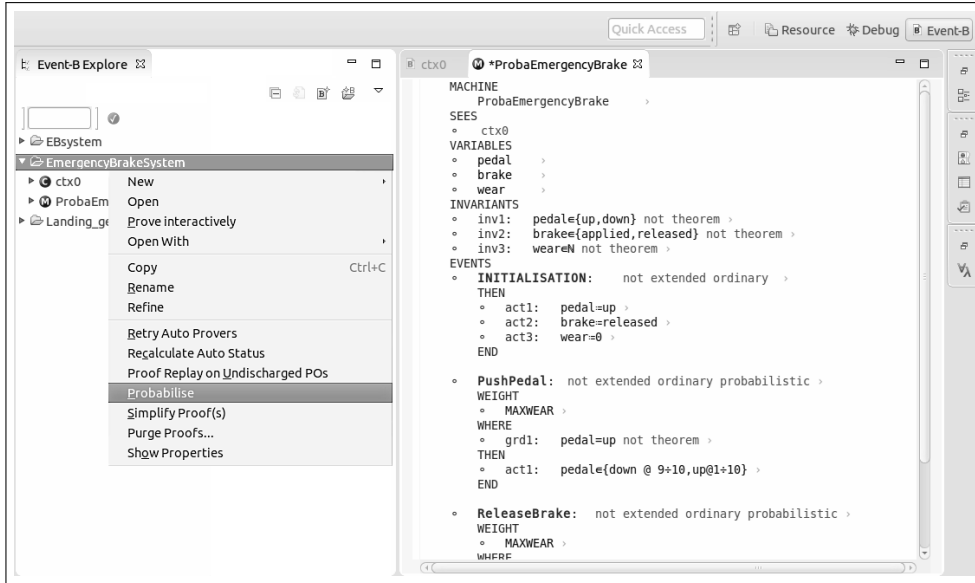 Quick Access
Resource
Debug
Event-B
Event-B Explore
EBsystem
EmergencyBrakeSystem
ctx0
ProbaEm
Landing_ge
New
Open
Prove interactively
Open With
Copy Ctrl+C
Rename
Refine
Retry Auto Provers
Recalculate Auto Status
Proof Replay on Undischarged POs
Probabilise
Simplify Proof(s)
Purge Proofs...
Show Properties
ctx0
*ProbaEmergencyBrake
MACHINE
ProbaEmergencyBrake
SEES
ctx0
VARIABLES
pedal
brake
wear
INVARIANTS
inv1: pedal∈{up,down} not theorem
inv2: brake∈{applied,released} not theorem
inv3: wear∈ℕ not theorem
EVENTS
INITIALISATION: not extended ordinary
THEN
act1: pedal≔up
act2: brake≔released
act3: wear≔0
END
PushPedal: not extended ordinary probabilistic
WEIGHT
MAXWEAR
WHERE
grd1: pedal=up not theorem
THEN
act1: pedal∈{down @ 9÷10,up@1÷10}
END
ReleaseBrake: not extended ordinary probabilistic
WEIGHT
MAXWEAR
WHERE